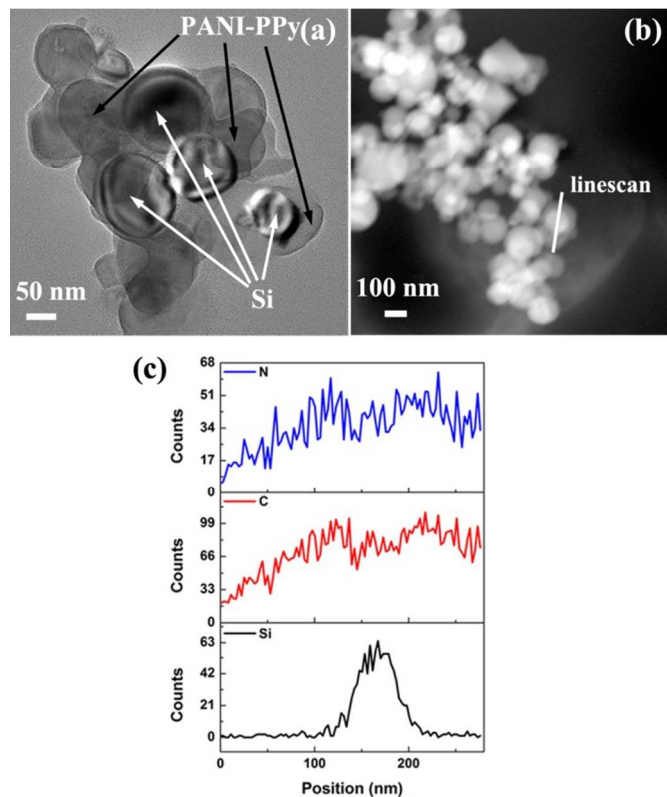 PANI-PPy(a)
Si
50 nm
(b)
linescan
100 nm
(c)
N
68
51
34
17
0
Counts
C
99
66
33
0
Counts
Si
63
42
21
0
Counts
0 100 200
Position (nm)